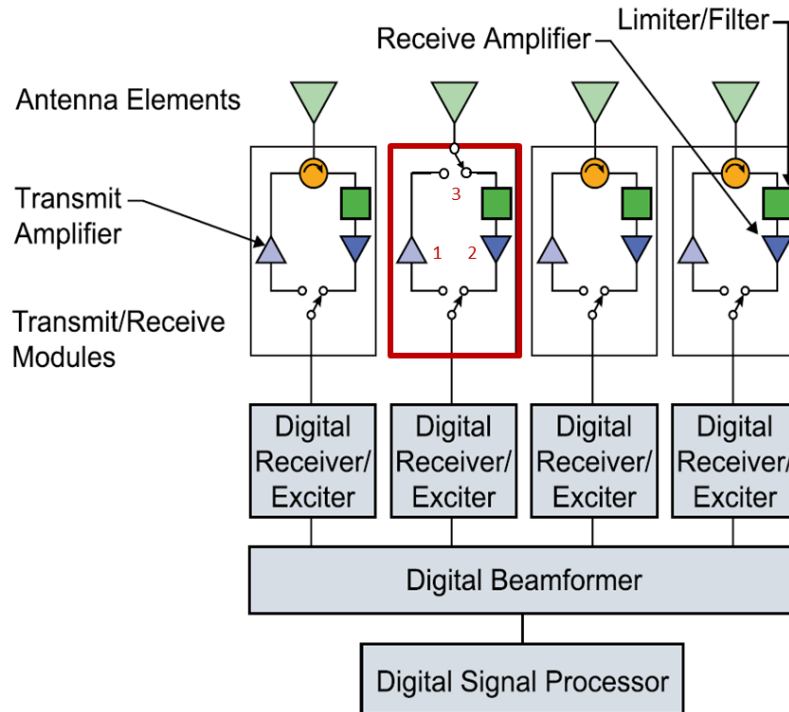 Limiter/Filter
Receive Amplifier
Antenna Elements
Transmit
Amplifier
3
1
2
Transmit/Receive
Modules
Digital
Receiver/
Exciter
Digital
Receiver/
Exciter
Digital
Receiver/
Exciter
Digital
Receiver/
Exciter
Digital Beamformer
Digital Signal Processor